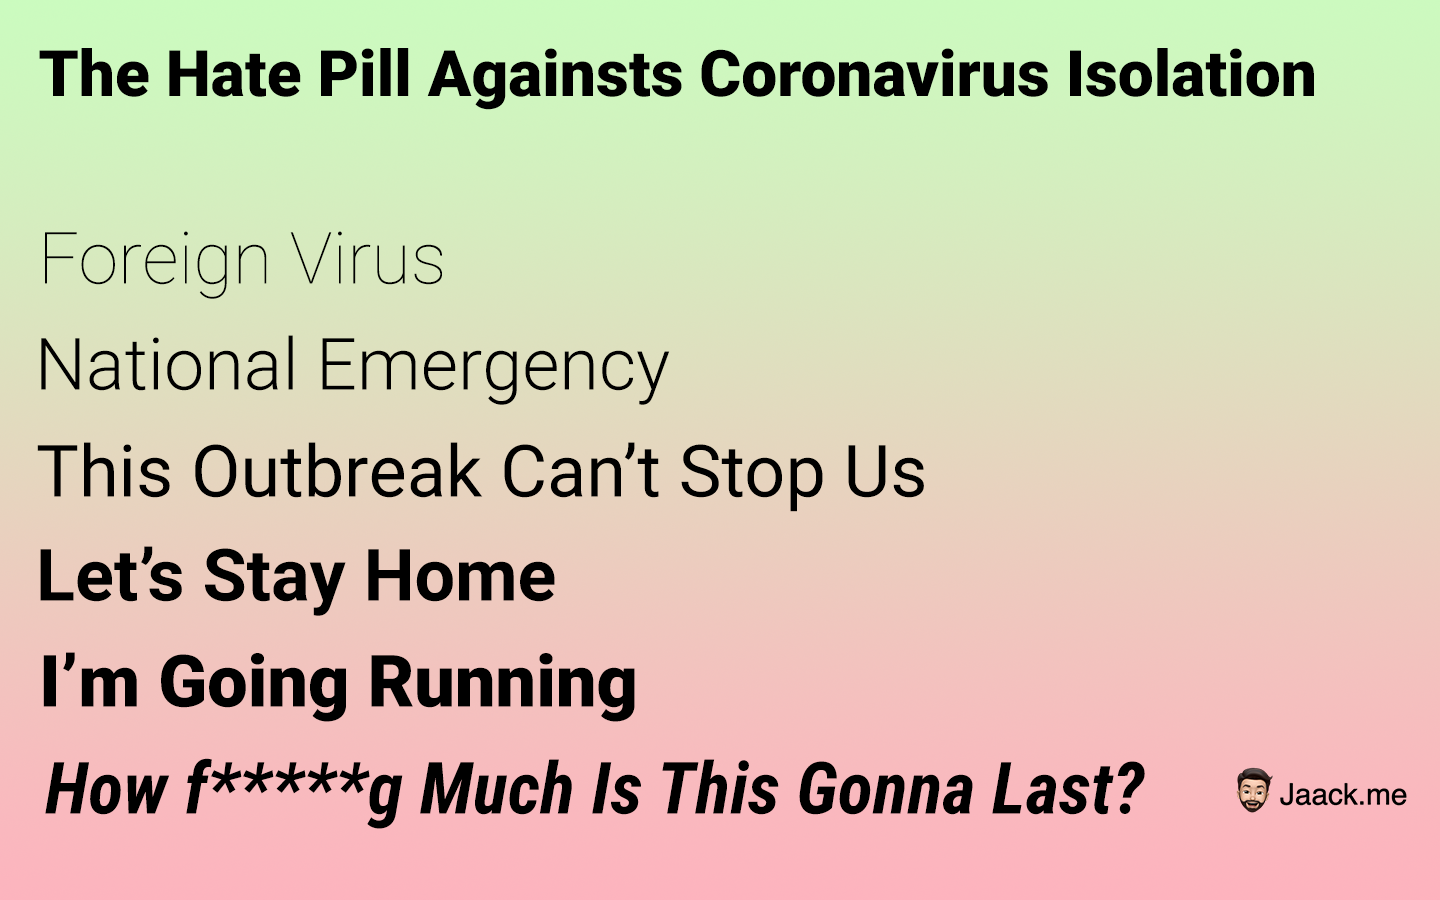 The Hate Pill Againsts Coronavirus Isolation
Foreign Virus
National Emergency
This Outbreak Can’t Stop Us
Let’s Stay Home
I’m Going Running
How f*****g Much Is This Gonna Last?
Jaack.me